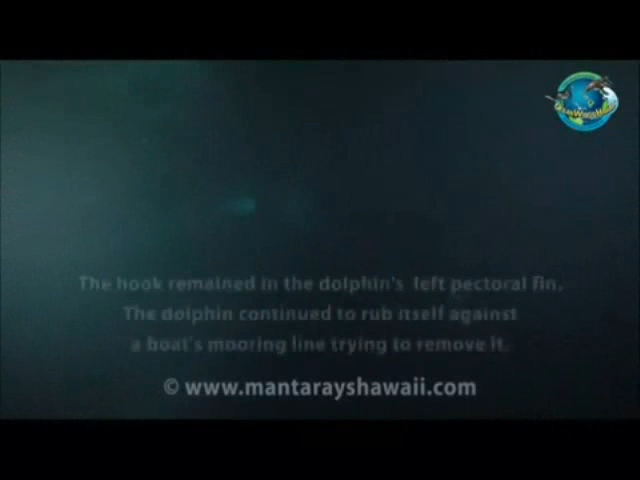 The hook remained in the dolphin's left pectoral fin.
The dolphin continued to rub itself against
a boat's mooring line trying to remove it.
© www.mantarayshawaii.com